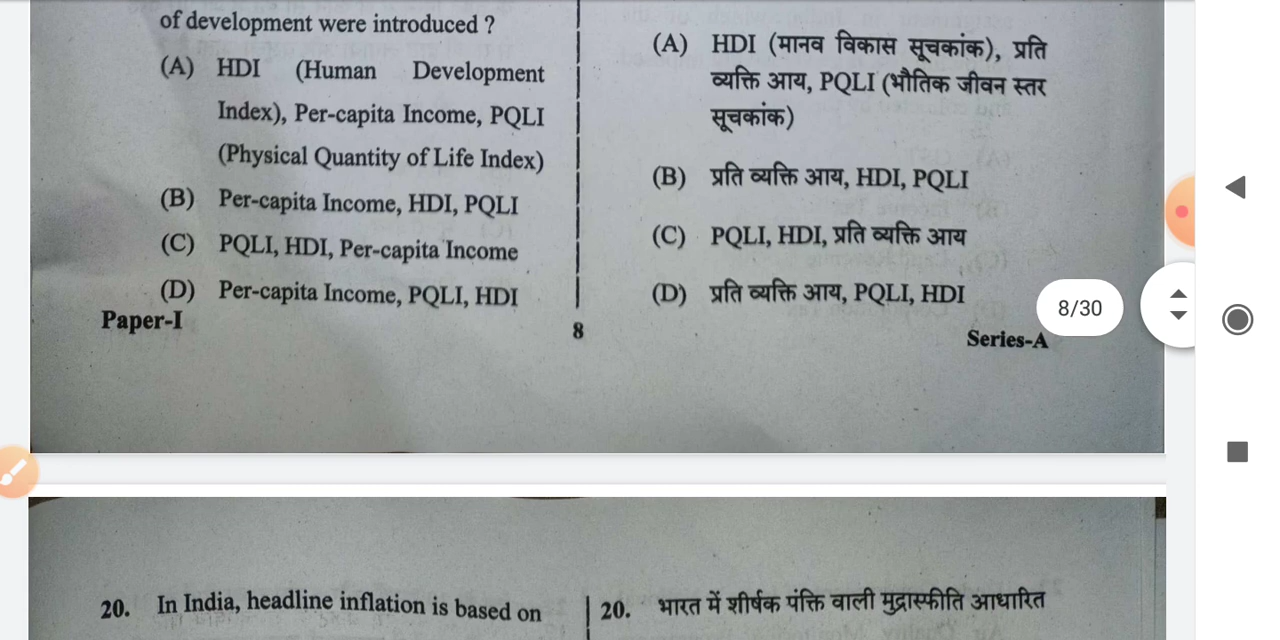 of development were introduced ?
(A) HDI (Human Development
Index), Per-capita Income, PQLI
(Physical Quantity of Life Index)
(B) Per-capita Income, HDI, PQLI
(C) PQLI, HDI, Per-capita Income
(D) Per-capita Income, PQLI, HDI
(A) HDI (मानव विकास सूचकांक), प्रति
व्यक्ति आय, PQLI (भौतिक जीवन स्तर
सूचकांक)
(B) प्रति व्यक्ति आय, HDI, PQLI
(C) PQLI, HDI, प्रति व्यक्ति आय
(D) प्रति व्यक्ति आय, PQLI, HDI
8/30
Paper-I
8
Series-A
20. In India, headline inflation is based on
20. भारत में शीर्षक पंक्ति वाली मुद्रास्फीति आधारित